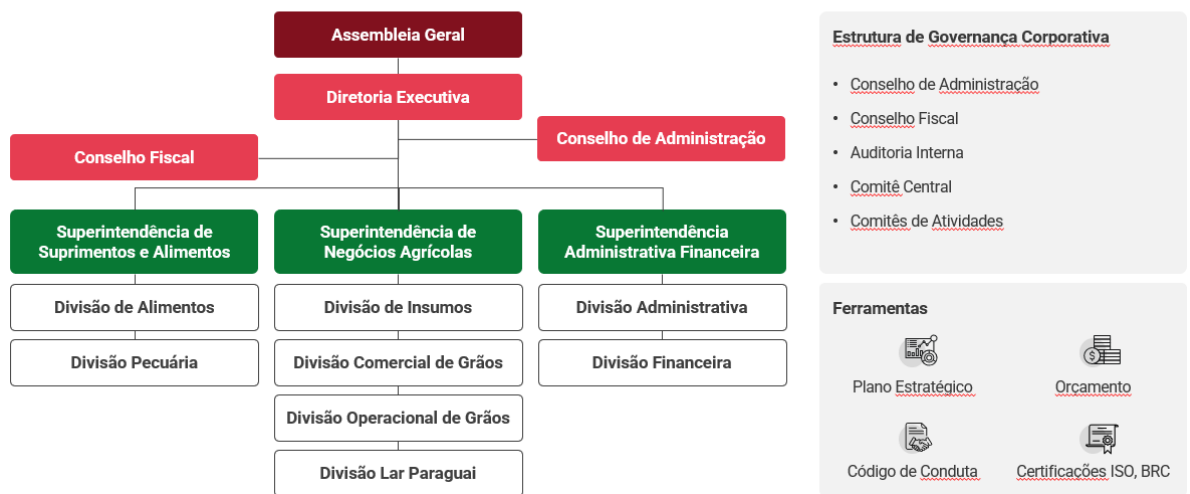 Assembleia Geral
Diretoria Executiva
Conselho de Administração
Conselho Fiscal
Superintendência de
Suprimentos e Alimentos
Divisão de Alimentos
Divisão Pecuária
Superintendência de
Negócios Agrícolas
Divisão de Insumos
Divisão Comercial de Grãos
Divisão Operacional de Grãos
Divisão Lar Paraguai
Superintendência
Administrativa Financeira
Divisão Administrativa
Divisão Financeira
Estrutura de Governança Corporativa
• Conselho de Administração
• Conselho Fiscal
• Auditoria Interna
• Comitê Central
• Comitês de Atividades
Ferramentas
Plano Estratégico
Orçamento
Código de Conduta
Certificações ISO, BRC